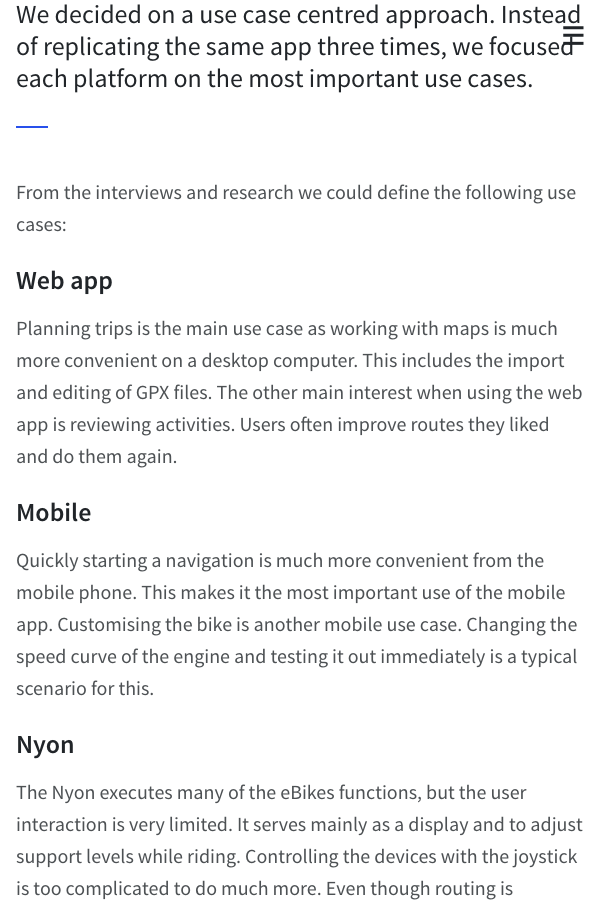 We decided on a use case centred approach. Instead
of replicating the same app three times, we focused
each platform on the most important use cases.
From the interviews and research we could define the following use
cases:
Web app
Planning trips is the main use case as working with maps is much
more convenient on a desktop computer. This includes the import
and editing of GPX files. The other main interest when using the web
app is reviewing activities. Users often improve routes they liked
and do them again.
Mobile
Quickly starting a navigation is much more convenient from the
mobile phone. This makes it the most important use of the mobile
app. Customising the bike is another mobile use case. Changing the
speed curve of the engine and testing it out immediately is a typical
scenario for this.
Nyon
The Nyon executes many of the eBikes functions, but the user
interaction is very limited. It serves mainly as a display and to adjust
support levels while riding. Controlling the devices with the joystick
is too complicated to do much more. Even though routing is